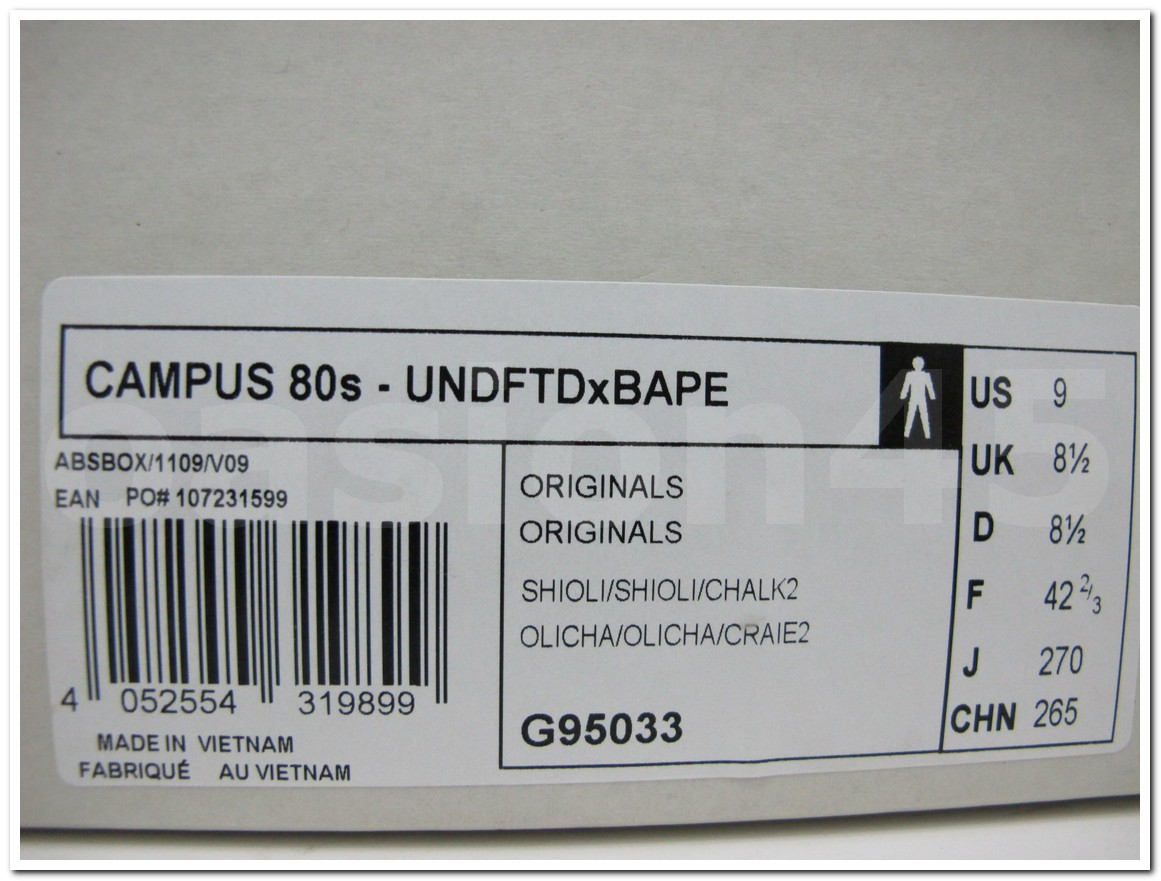 CAMPUS 80s - UNDFTDxBAPE
US 9
UK 8½
D 8½
F 42 2/3
J 270
CHN 265
ABSBOX/1109/V09
EAN PO# 107231599
4 052554 319899
MADE IN VIETNAM
FABRIQUÉ AU VIETNAM
ORIGINALS
ORIGINALS
SHIOLI/SHIOLI/CHALK2
OLICHA/OLICHA/CRAIE2
G95033